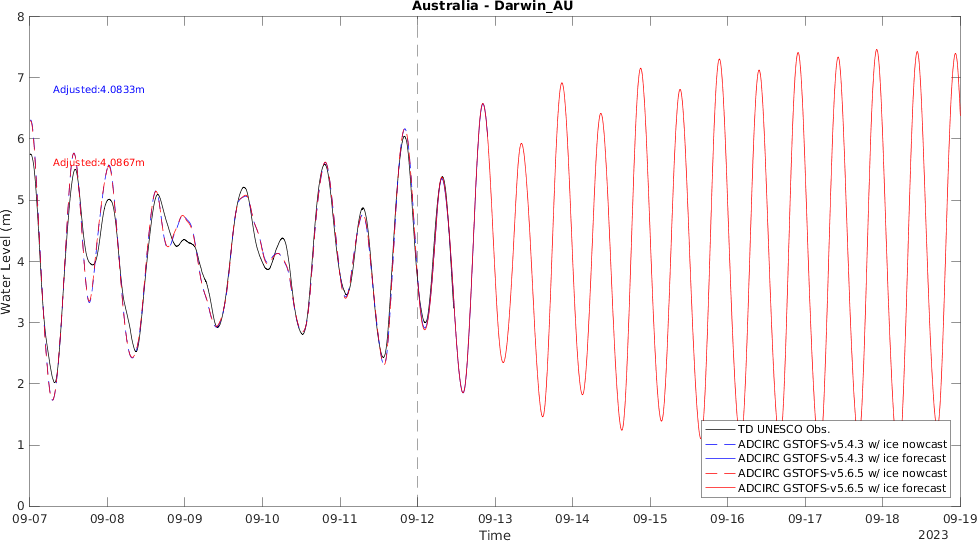 Australia - Darwin_AU
8
7
Adjusted:4.0833m
6
Adjusted:4.0867m
5
Water Level (m)
4
3
2
1
TD UNESCO Obs.
ADCIRC GSTOFS-v5.4.3 w/ ice nowcast
ADCIRC GSTOFS-v5.4.3 w/ ice forecast
ADCIRC GSTOFS-v5.6.5 w/ ice nowcast
ADCIRC GSTOFS-v5.6.5 w/ ice forecast
0
09-07 09-08 09-09 09-10 09-11 09-12 09-13 09-14 09-15 09-16 09-17 09-18 09-19
Time
2023